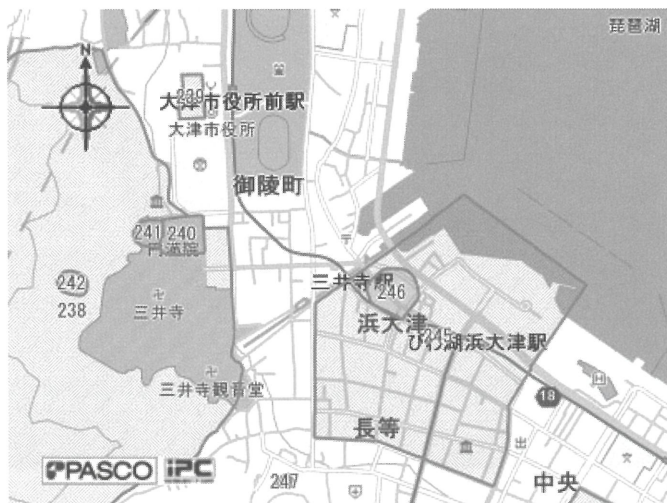 琵琶湖
N
239
大津市役所前駅
大津市役所
御陵町
241 240
円満院
242
238
三井寺
三井寺駅
246
浜大津
245
びわ湖浜大津駅
三井寺観音堂
18
長等
中央
PASCO iPC
247